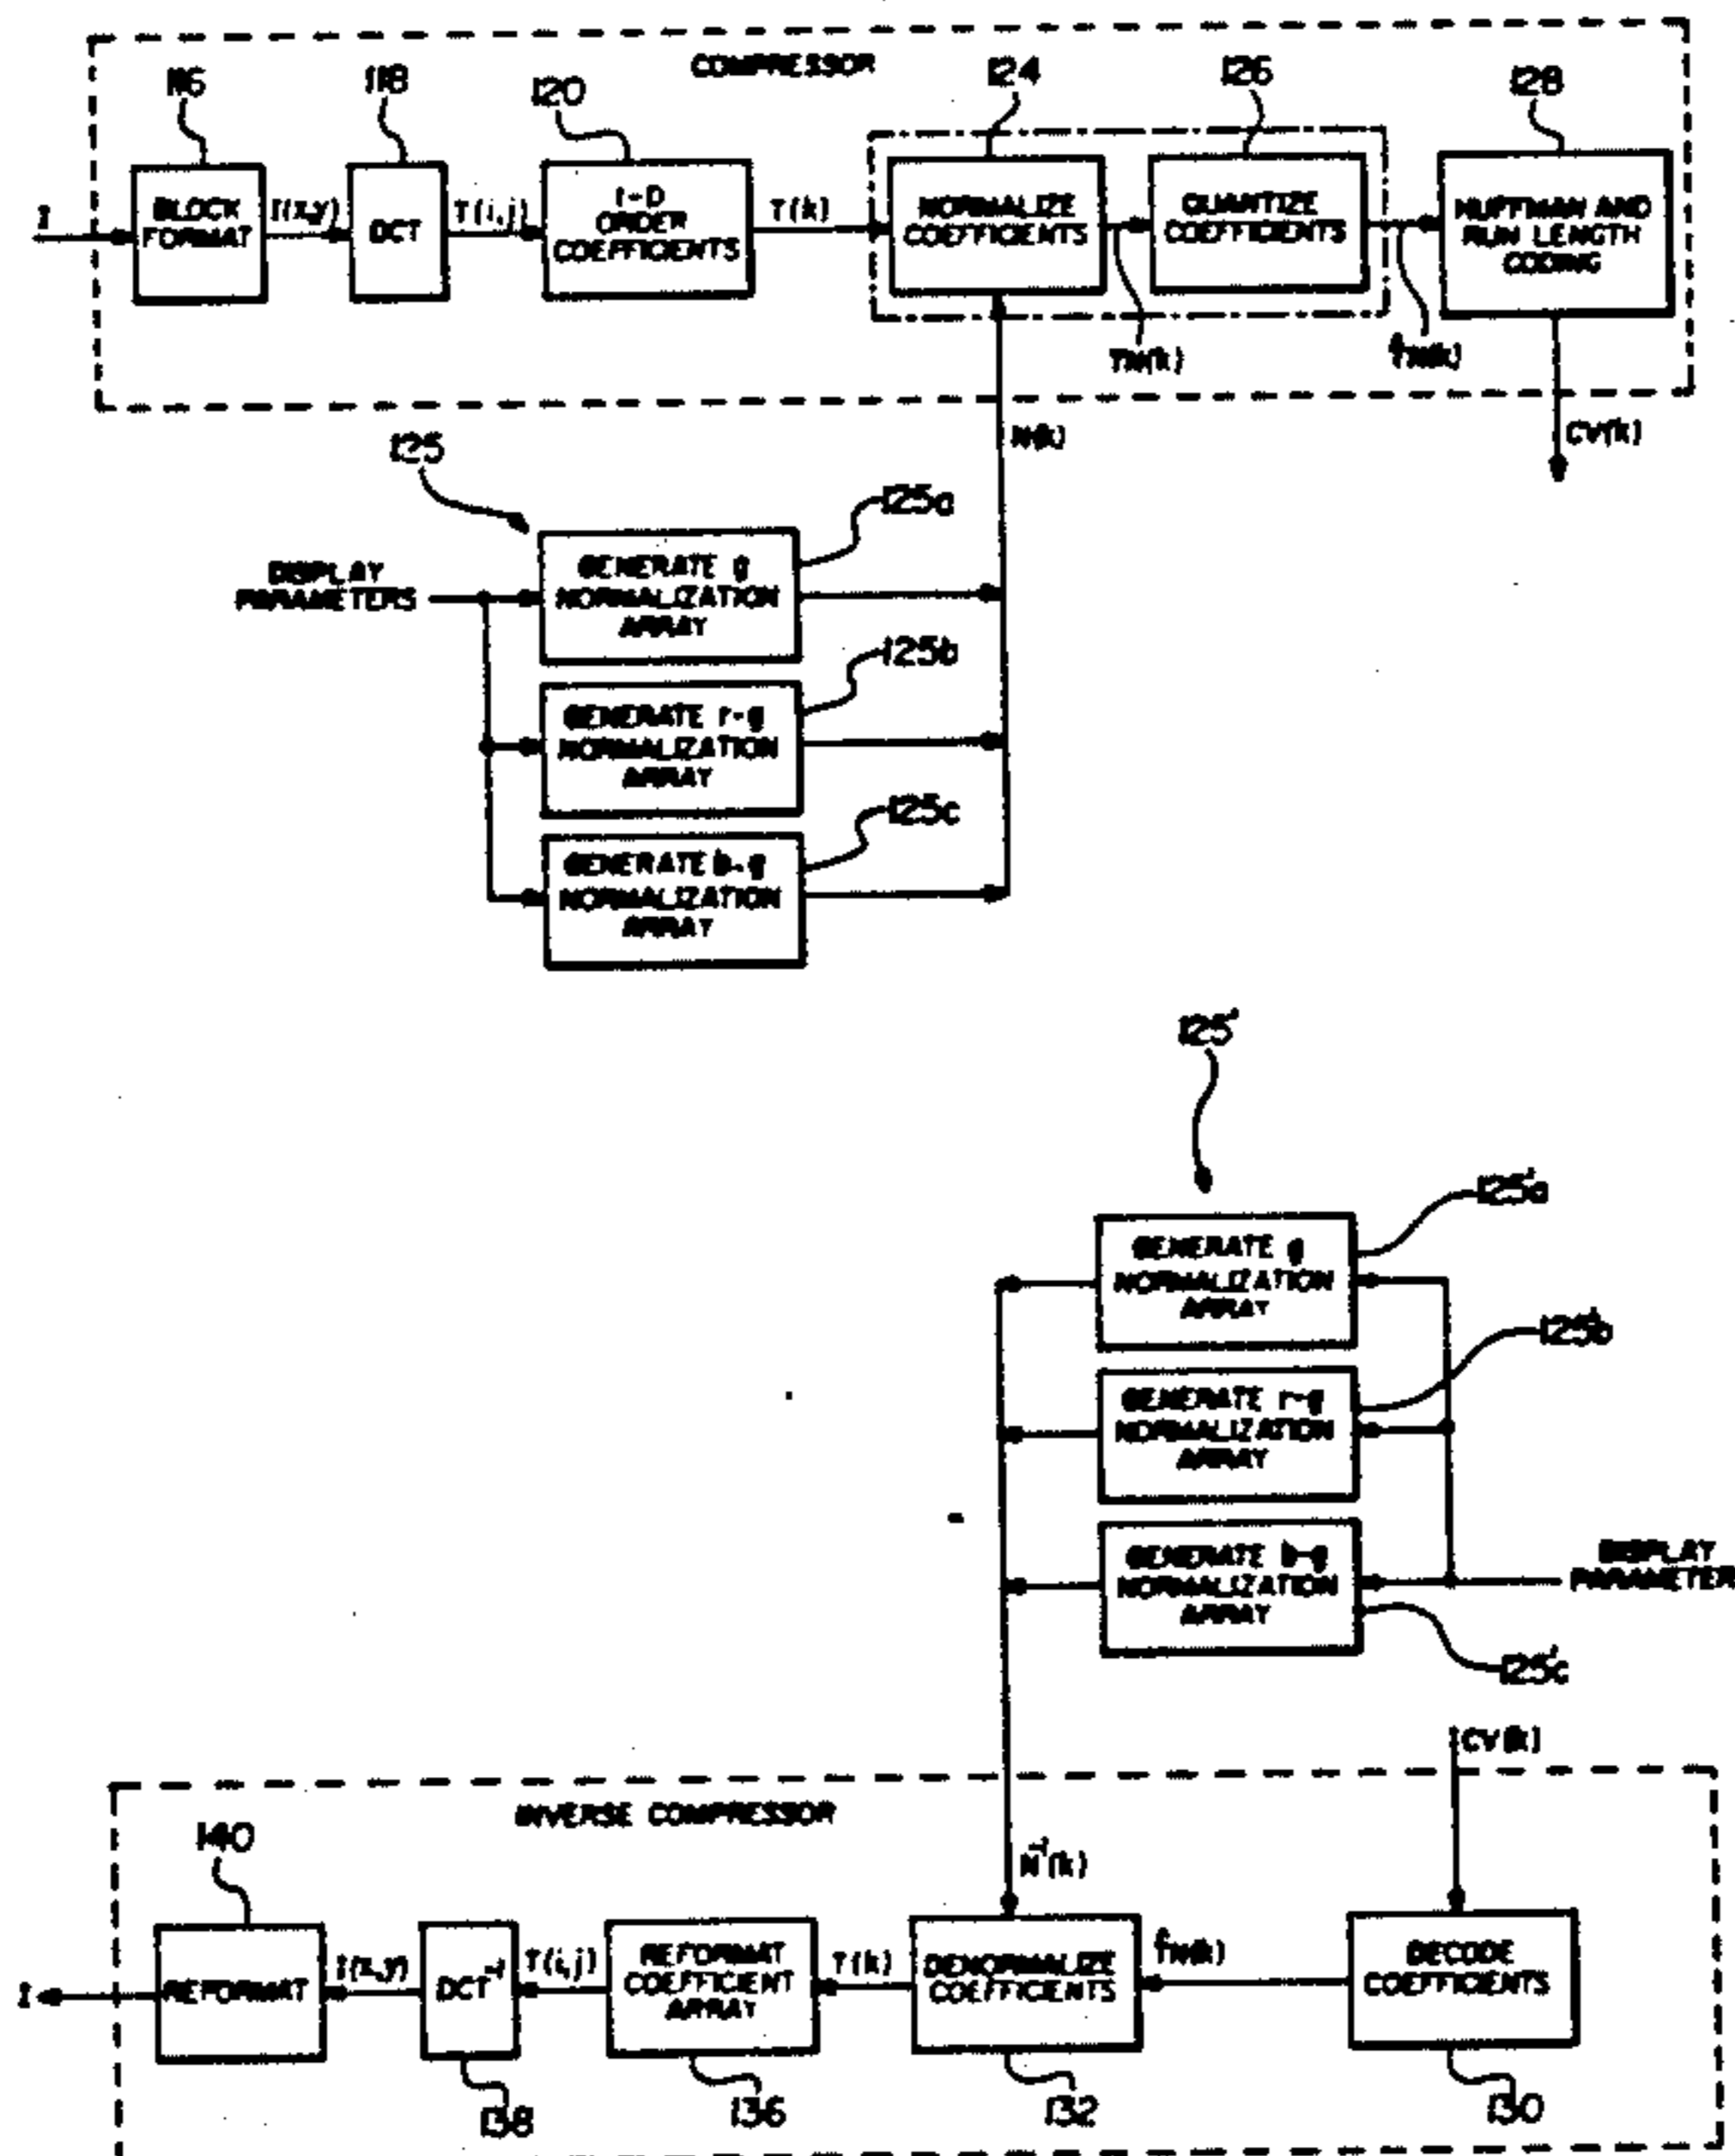 COMPRESSOR
116
118
120
124
126
128
I
BLOCK
FORMAT
I(x,y)
DCT
T(i,j)
1-D
ORDER
COEFFICIENTS
T(k)
NORMALIZE
COEFFICIENTS
QUANTIZE
COEFFICIENTS
HUFFMAN AND
RUN LENGTH
CODING
TN(k)
T̂N(k)
N(k)
CV(k)
125
125a
DISPLAY
PARAMETERS
GENERATE g
NORMALIZATION
ARRAY
125b
GENERATE r-g
NORMALIZATION
ARRAY
125c
GENERATE b-g
NORMALIZATION
ARRAY
125'
125'a
GENERATE g
NORMALIZATION
ARRAY
125'b
GENERATE r-g
NORMALIZATION
ARRAY
GENERATE b-g
NORMALIZATION
ARRAY
DISPLAY
PARAMETER
125'c
CV(k)
INVERSE COMPRESSOR
140
N⁻¹(k)
I
REFORMAT
I(x,y)
DCT⁻¹
T(i,j)
REFORMAT
COEFFICIENT
ARRAY
T(k)
DENORMALIZE
COEFFICIENTS
T̂N(k)
DECODE
COEFFICIENTS
138
136
132
130